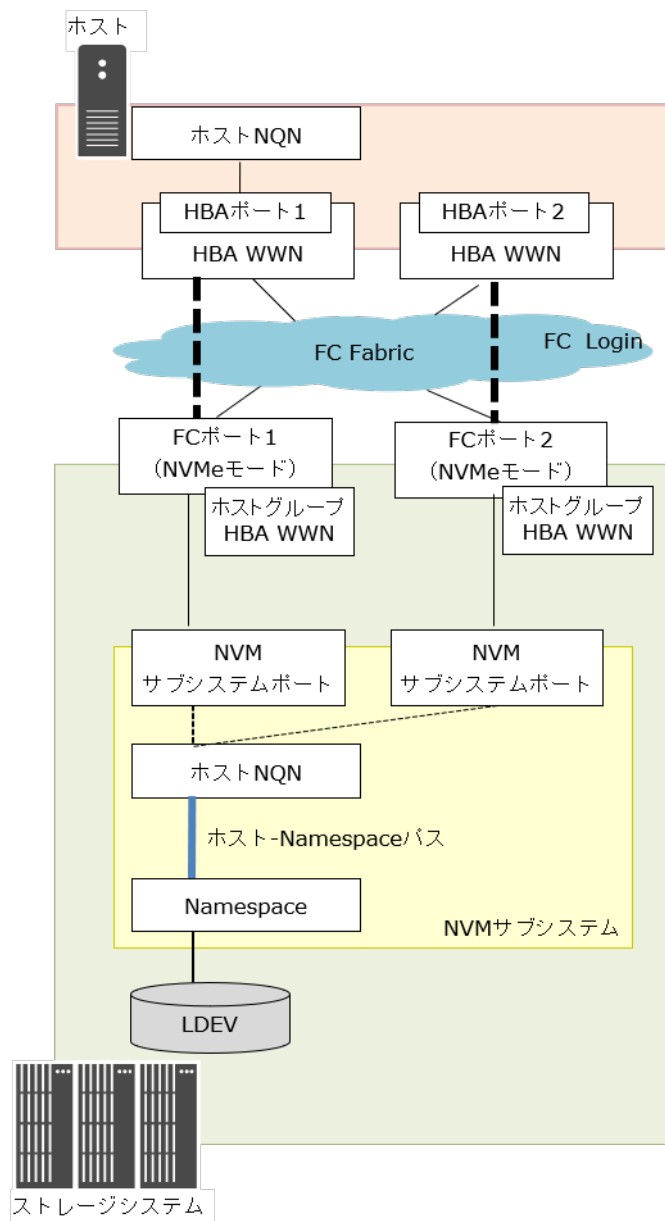 ホスト
ホストNQN
HBAポート1
HBAポート2
HBA WWN
HBA WWN
FC Fabric
FC Login
FCポート1
(NVMeモード)
FCポート2
(NVMeモード)
ホストグループ
HBA WWN
ホストグループ
HBA WWN
NVM
サブシステムポート
NVM
サブシステムポート
ホストNQN
ホスト-Namespaceパス
Namespace
NVMサブシステム
LDEV
ストレージシステム